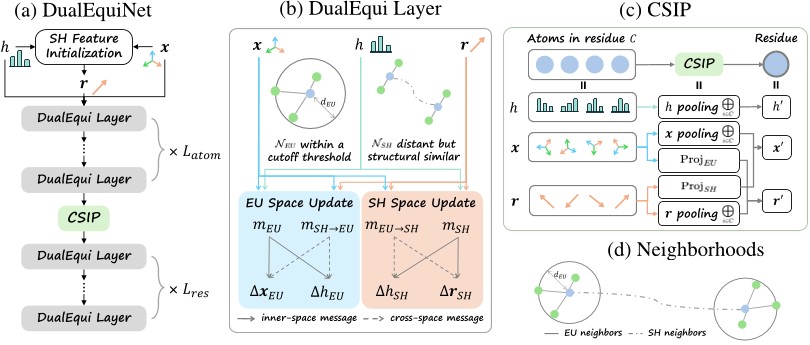 (a) DualEquiNet
h
SH Feature
Initialization
x
r
DualEqui Layer
DualEqui Layer
× L_atom
CSIP
DualEqui Layer
DualEqui Layer
× L_res
(b) DualEqui Layer
x
h
r
d_EU
𝒩_EU within a
cutoff threshold
𝒩_SH distant but
structural similar
EU Space Update
SH Space Update
m_EU
m_SH→EU
m_EU→SH
m_SH
Δx_EU
Δh_EU
Δh_SH
Δr_SH
inner-space message
cross-space message
(c) CSIP
Atoms in residue C
Residue
CSIP
=
=
=
h
h pooling ⊕
h'
x
x pooling ⊕
Proj_EU
x'
r
Proj_SH
r pooling ⊕
r'
(d) Neighborhoods
d_EU
EU neighbors
SH neighbors